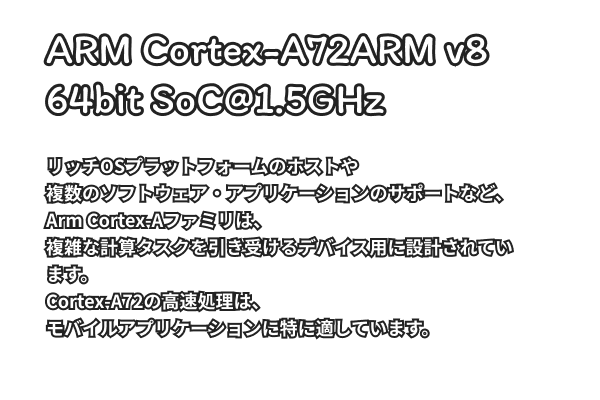 ARM Cortex-A72ARM v8
64bit SoC@1.5GHz
リッチOSプラットフォームのホストや
複数のソフトウェア・アプリケーションのサポートなど、
Arm Cortex-Aファミリは、
複雑な計算タスクを引き受けるデバイス用に設計されてい
ます。
Cortex-A72の高速処理は、
モバイルアプリケーションに特に適しています。